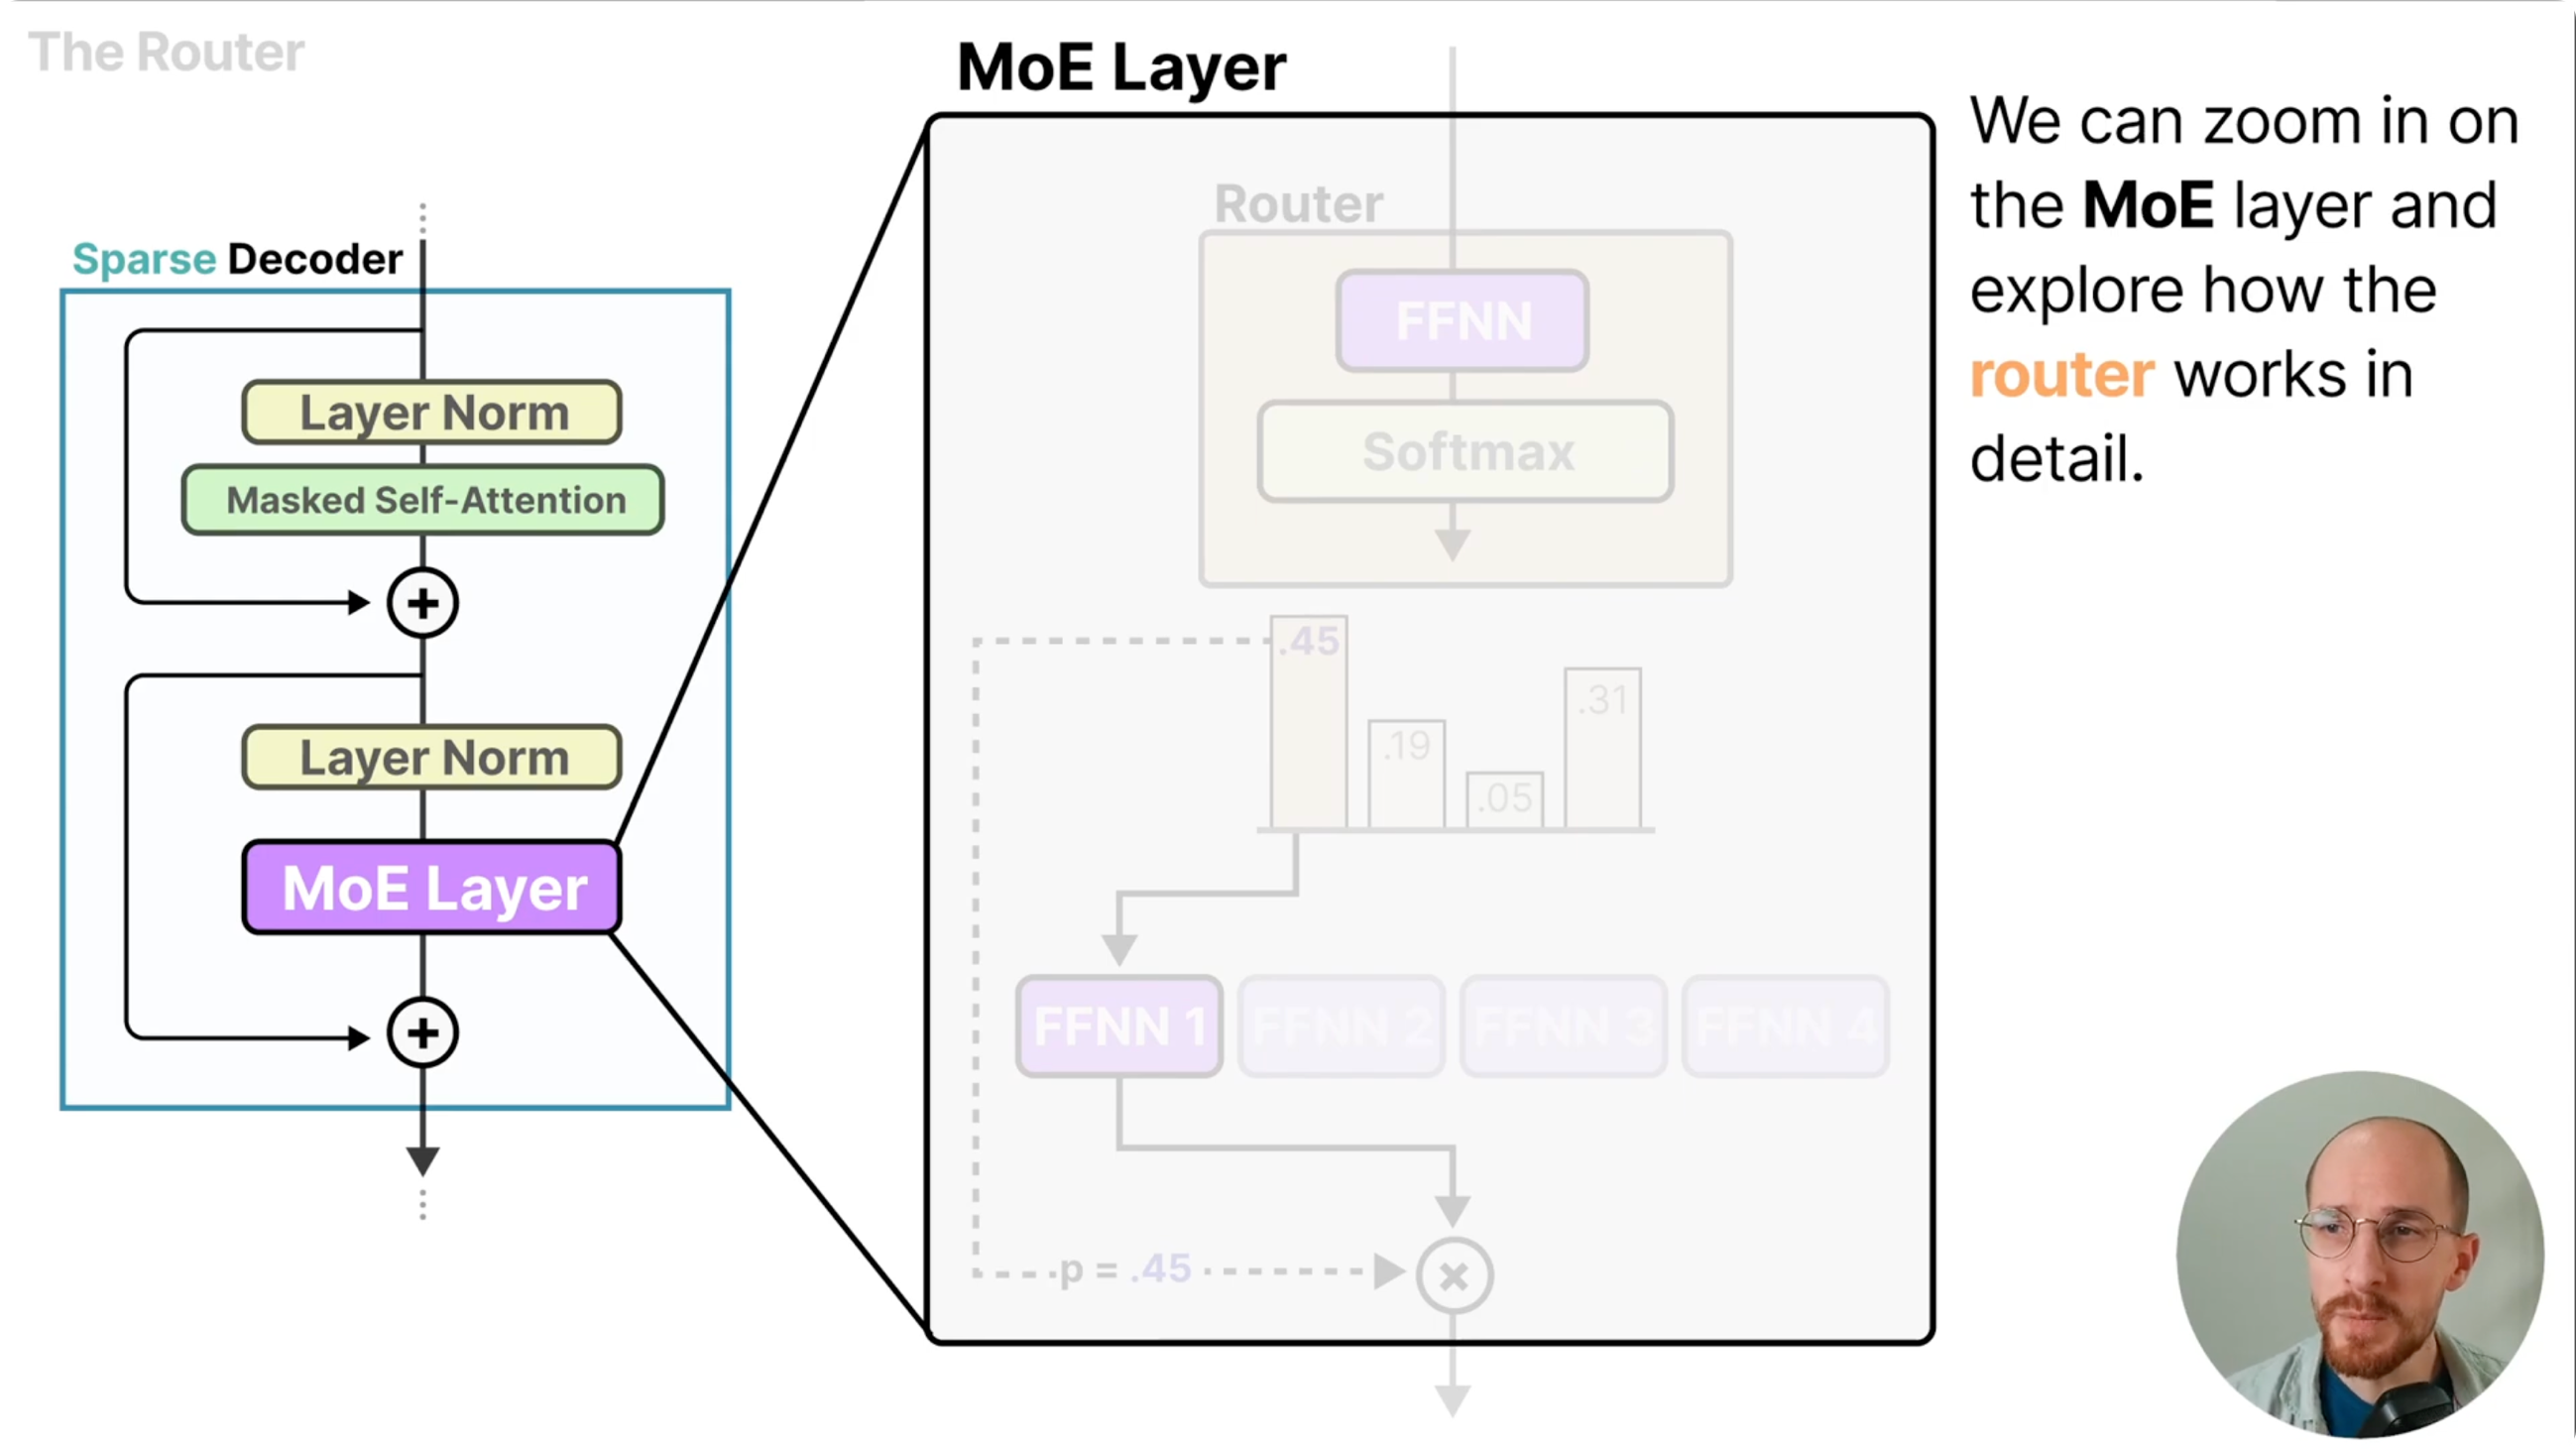 The Router
Sparse Decoder
Layer Norm
Masked Self-Attention
+
Layer Norm
MoE Layer
+
MoE Layer
Router
FFNN
Softmax
.45
.19
.05
.31
FFNN 1
FFNN 2
FFNN 3
FFNN 4
p = .45
×
We can zoom in on
the MoE layer and
explore how the
router works in
detail.